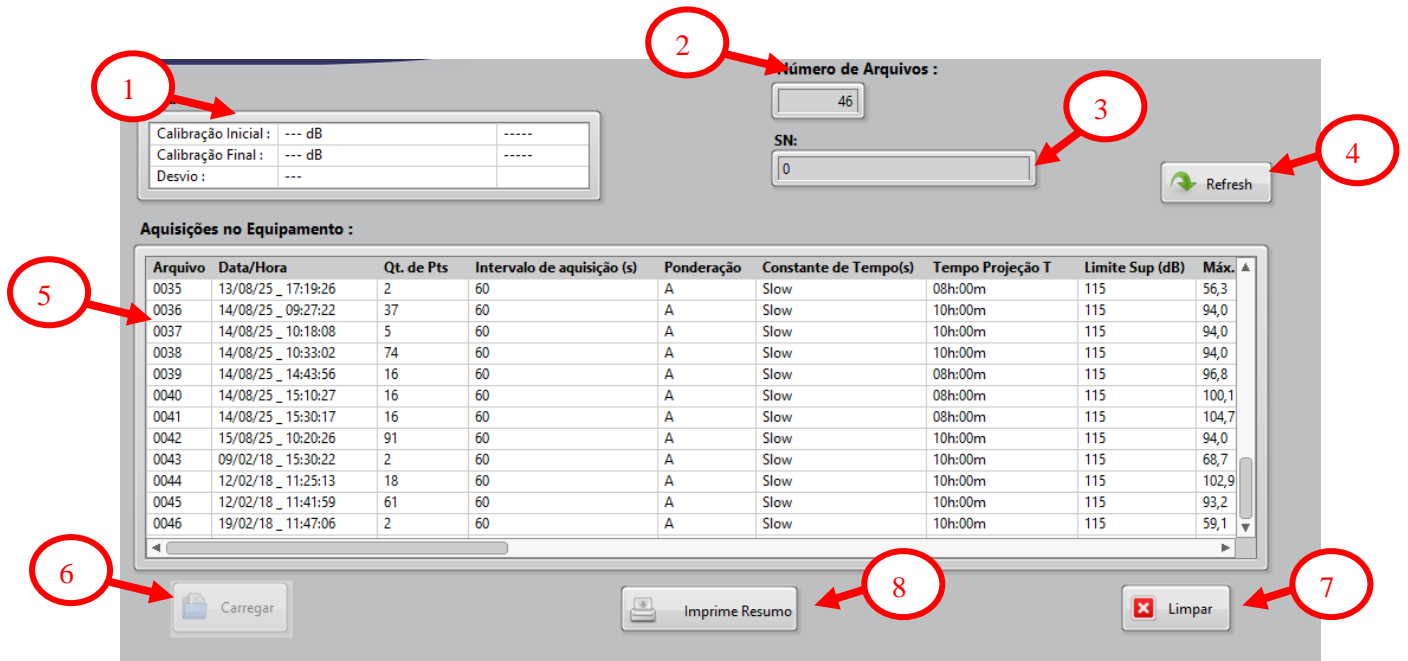 2
Número de Arquivos :
1
46
3
Calibração Inicial : --- dB -----
Calibração Final : --- dB -----
Desvio : ---
SN:
0
4
Refresh
Aquisições no Equipamento :
Arquivo Data/Hora Qt. de Pts Intervalo de aquisição (s) Ponderação Constante de Tempo(s) Tempo Projeção T Limite Sup (dB) Máx.
0035 13/08/25 _ 17:19:26 2 60 A Slow 08h:00m 115 56,3
5
0036 14/08/25 _ 09:27:22 37 60 A Slow 10h:00m 115 94,0
0037 14/08/25 _ 10:18:08 5 60 A Slow 10h:00m 115 94,0
0038 14/08/25 _ 10:33:02 74 60 A Slow 10h:00m 115 94,0
0039 14/08/25 _ 14:43:56 16 60 A Slow 08h:00m 115 96,8
0040 14/08/25 _ 15:10:27 16 60 A Slow 08h:00m 115 100,1
0041 14/08/25 _ 15:30:17 16 60 A Slow 08h:00m 115 104,7
0042 15/08/25 _ 10:20:26 91 60 A Slow 10h:00m 115 94,0
0043 09/02/18 _ 15:30:22 2 60 A Slow 10h:00m 115 68,7
0044 12/02/18 _ 11:25:13 18 60 A Slow 10h:00m 115 102,9
0045 12/02/18 _ 11:41:59 61 60 A Slow 10h:00m 115 93,2
0046 19/02/18 _ 11:47:06 2 60 A Slow 10h:00m 115 59,1
6
8
7
Carregar
Imprime Resumo
Limpar